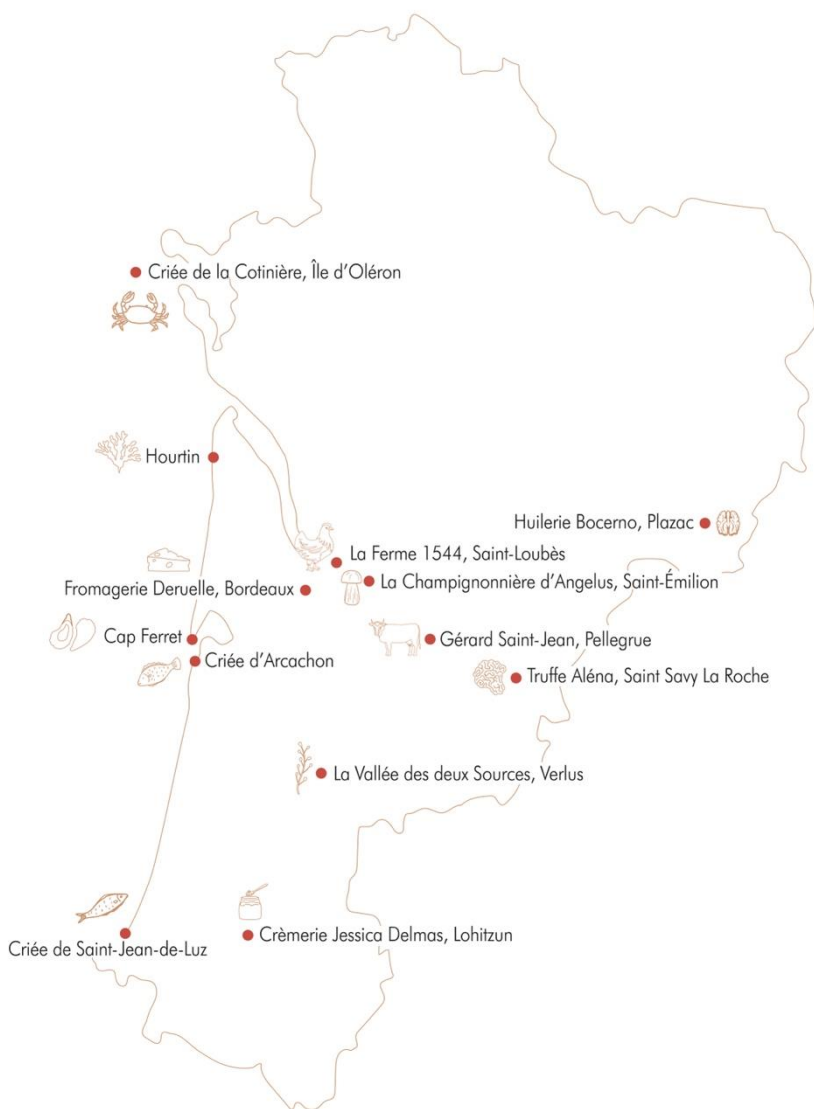 Criée de la Cotinière, Île d'Oléron
Hourtin
Huilerie Bocerno, Plazac
La Ferme 1544, Saint-Loubès
La Champignonnière d'Angelus, Saint-Émilion
Fromagerie Deruelle, Bordeaux
Cap Ferret
Gérard Saint-Jean, Pellegrue
Criée d'Arcachon
Truffe Aléna, Saint Savy La Roche
La Vallée des deux Sources, Verlus
Crèmerie Jessica Delmas, Lohitzun
Criée de Saint-Jean-de-Luz